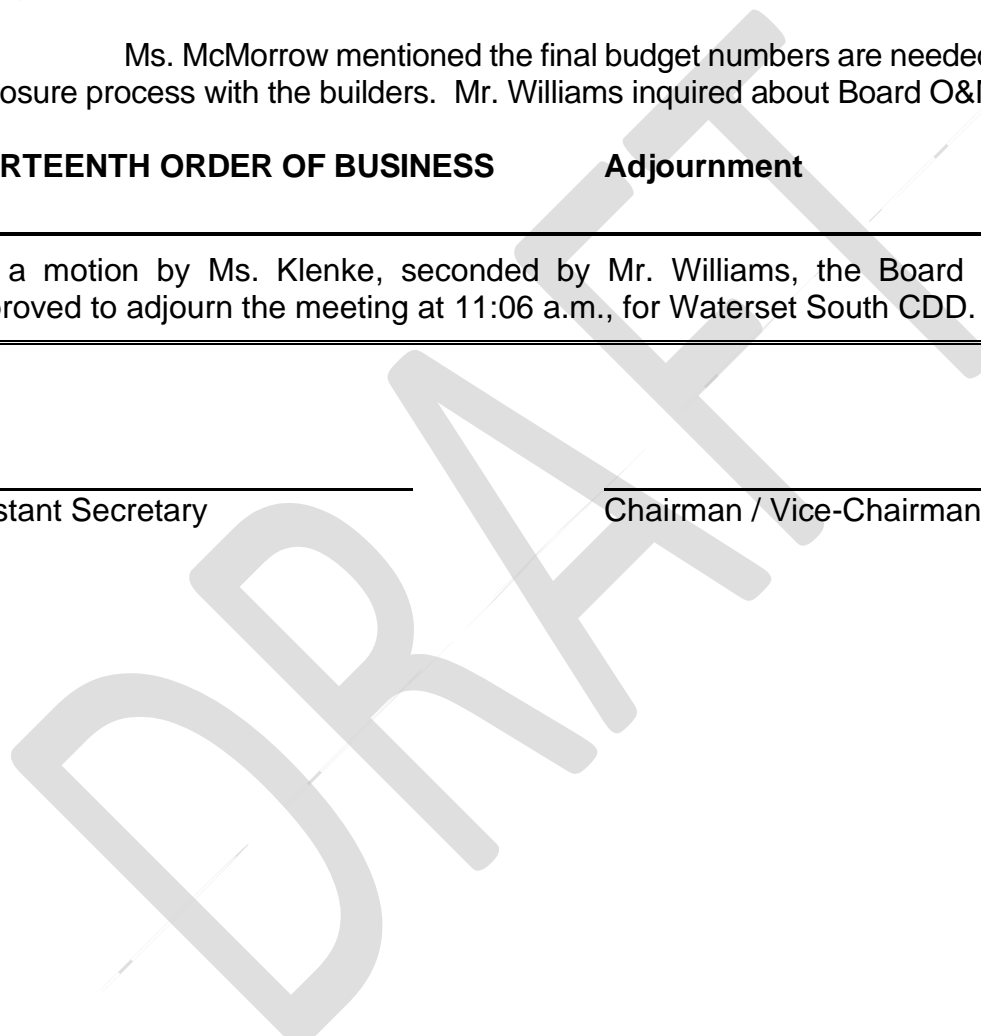 Ms. McMorrow mentioned the final budget numbers are needed
osure process with the builders. Mr. Williams inquired about Board O&
RTEENTH ORDER OF BUSINESS Adjournment
a motion by Ms. Klenke, seconded by Mr. Williams, the Board
proved to adjourn the meeting at 11:06 a.m., for Waterset South CDD.
stant Secretary Chairman / Vice-Chairman
DRAFT